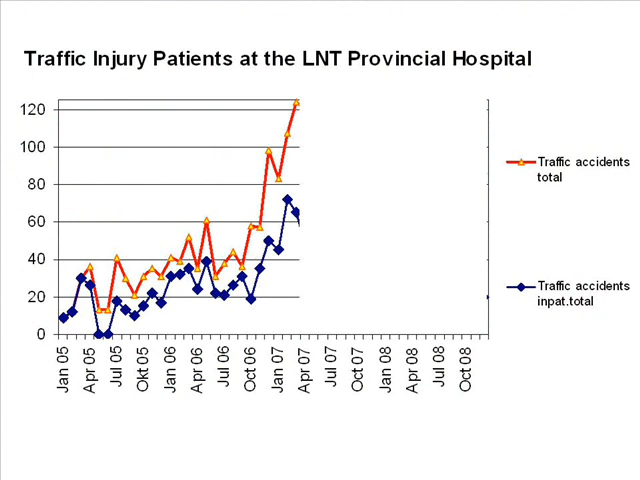 Traffic Injury Patients at the LNT Provincial Hospital
120
100
80
60
40
20
0
Jan 05
Apr 05
Jul 05
Okt 05
Jan 06
Apr 06
Jul 06
Oct 06
Jan 07
Apr 07
Jul 07
Oct 07
Jan 08
Apr 08
Jul 08
Oct 08
Traffic accidents
total
Traffic accidents
inpat.total